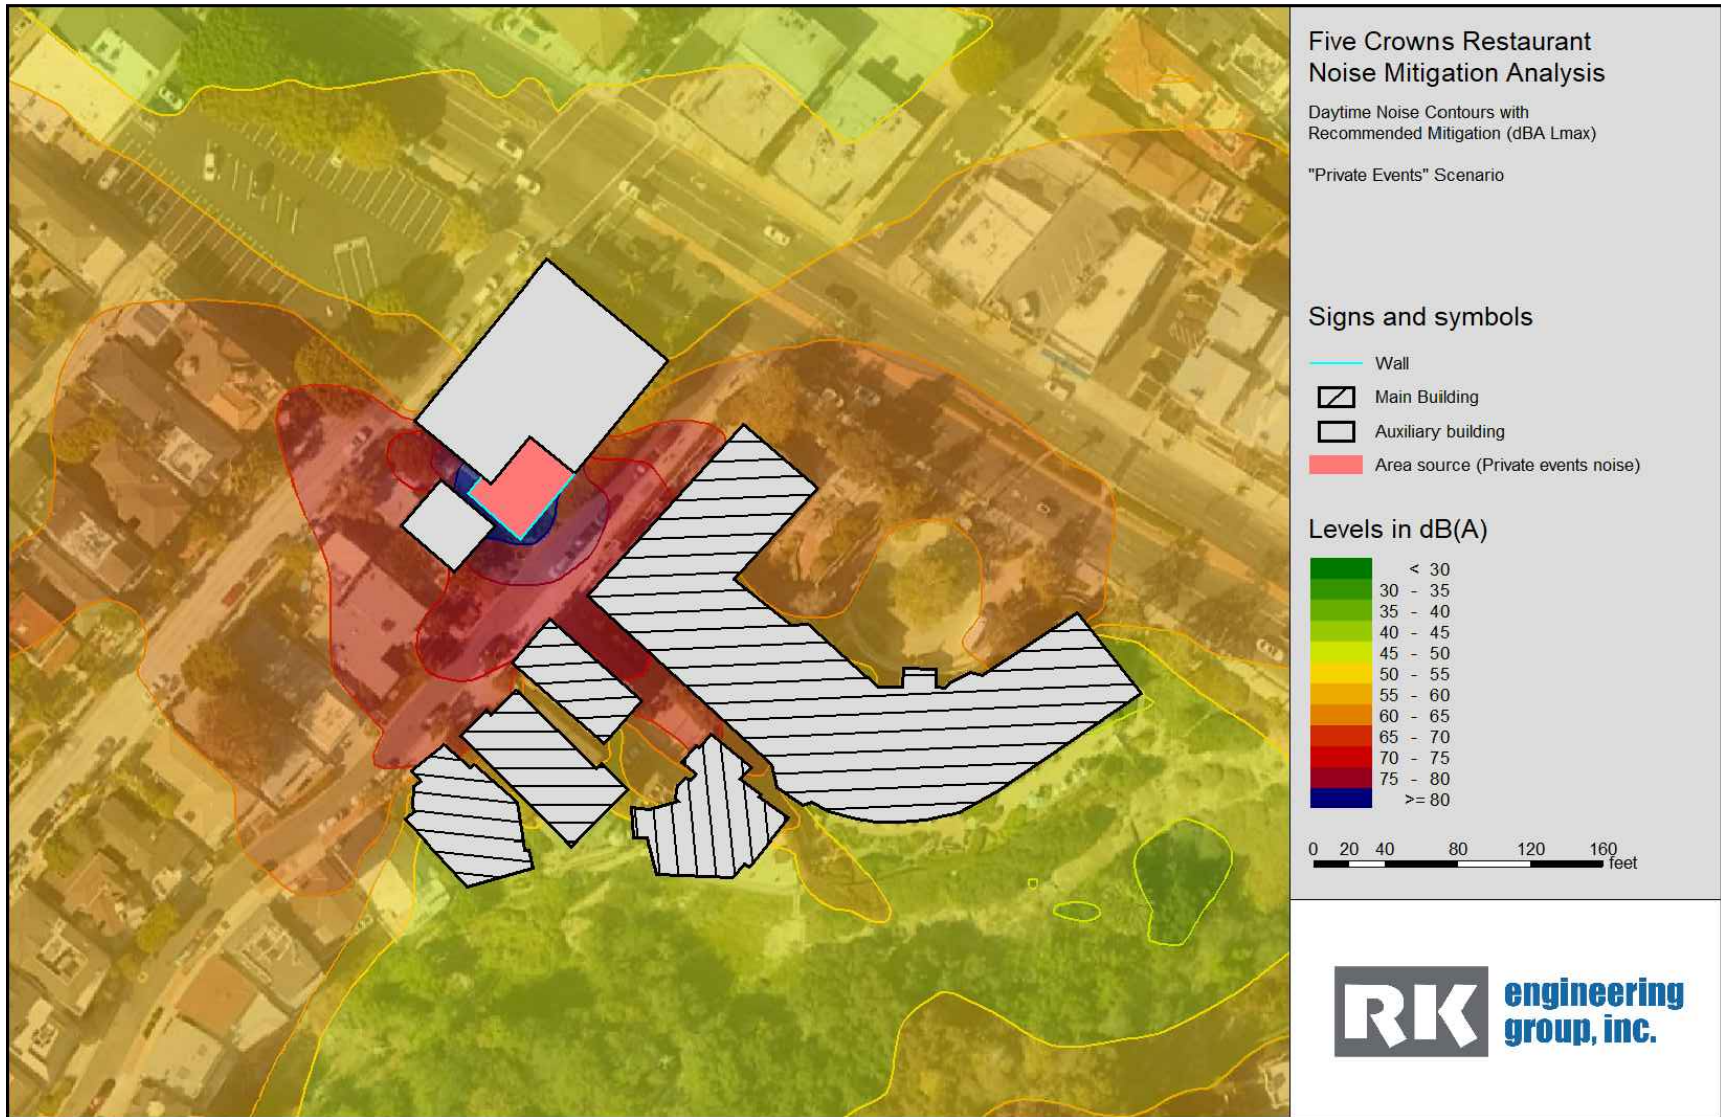 Five Crowns Restaurant
Noise Mitigation Analysis
Daytime Noise Contours with
Recommended Mitigation (dBA Lmax)
"Private Events" Scenario
Signs and symbols
Wall
Main Building
Auxiliary building
Area source (Private events noise)
Levels in dB(A)
< 30
30 - 35
35 - 40
40 - 45
45 - 50
50 - 55
55 - 60
60 - 65
65 - 70
70 - 75
75 - 80
>= 80
0 20 40 80 120 160
feet
RK engineering
group, inc.